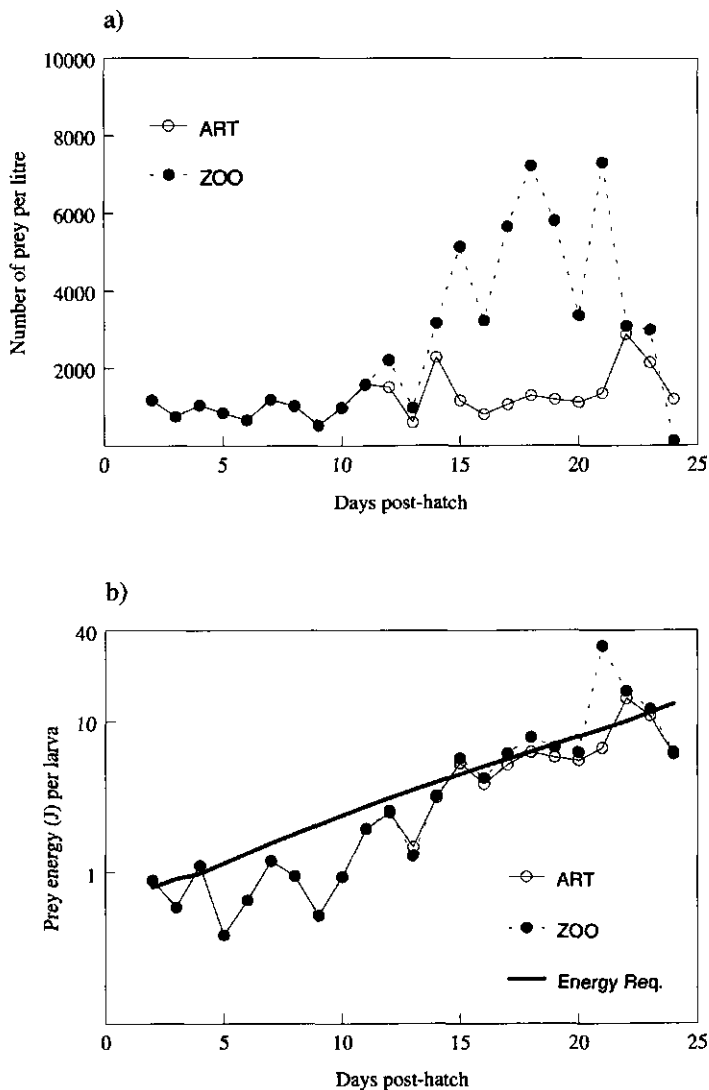 a)
10000
8000
6000
4000
2000
ART
ZOO
Number of prey per litre
0 5 10 15 20 25
Days post-hatch
b)
40
10
1
Prey energy (J) per larva
ART
ZOO
Energy Req.
0 5 10 15 20 25
Days post-hatch